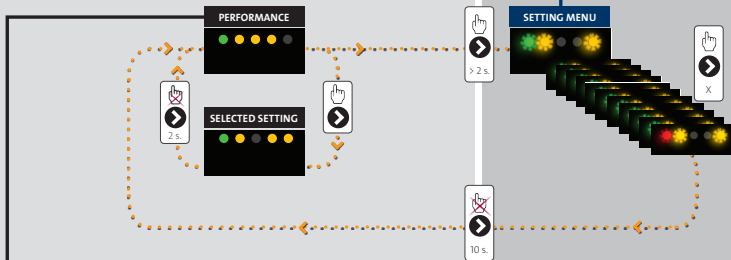 PERFORMANCE
SETTING MENU
> 2 s.
X
2 s.
SELECTED SETTING
10 s.